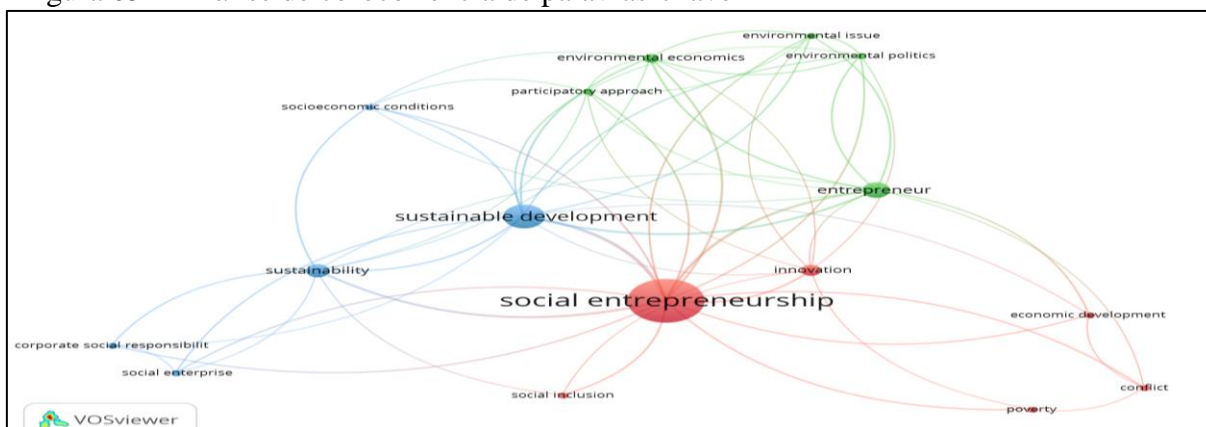 environmental issue
environmental economics
environmental politics
participatory approach
socioeconomic conditions
entrepreneur
sustainable development
sustainability
innovation
social entrepreneurship
economic development
corporate social responsibilit
social enterprise
conflict
social inclusion
poverty
VOSviewer